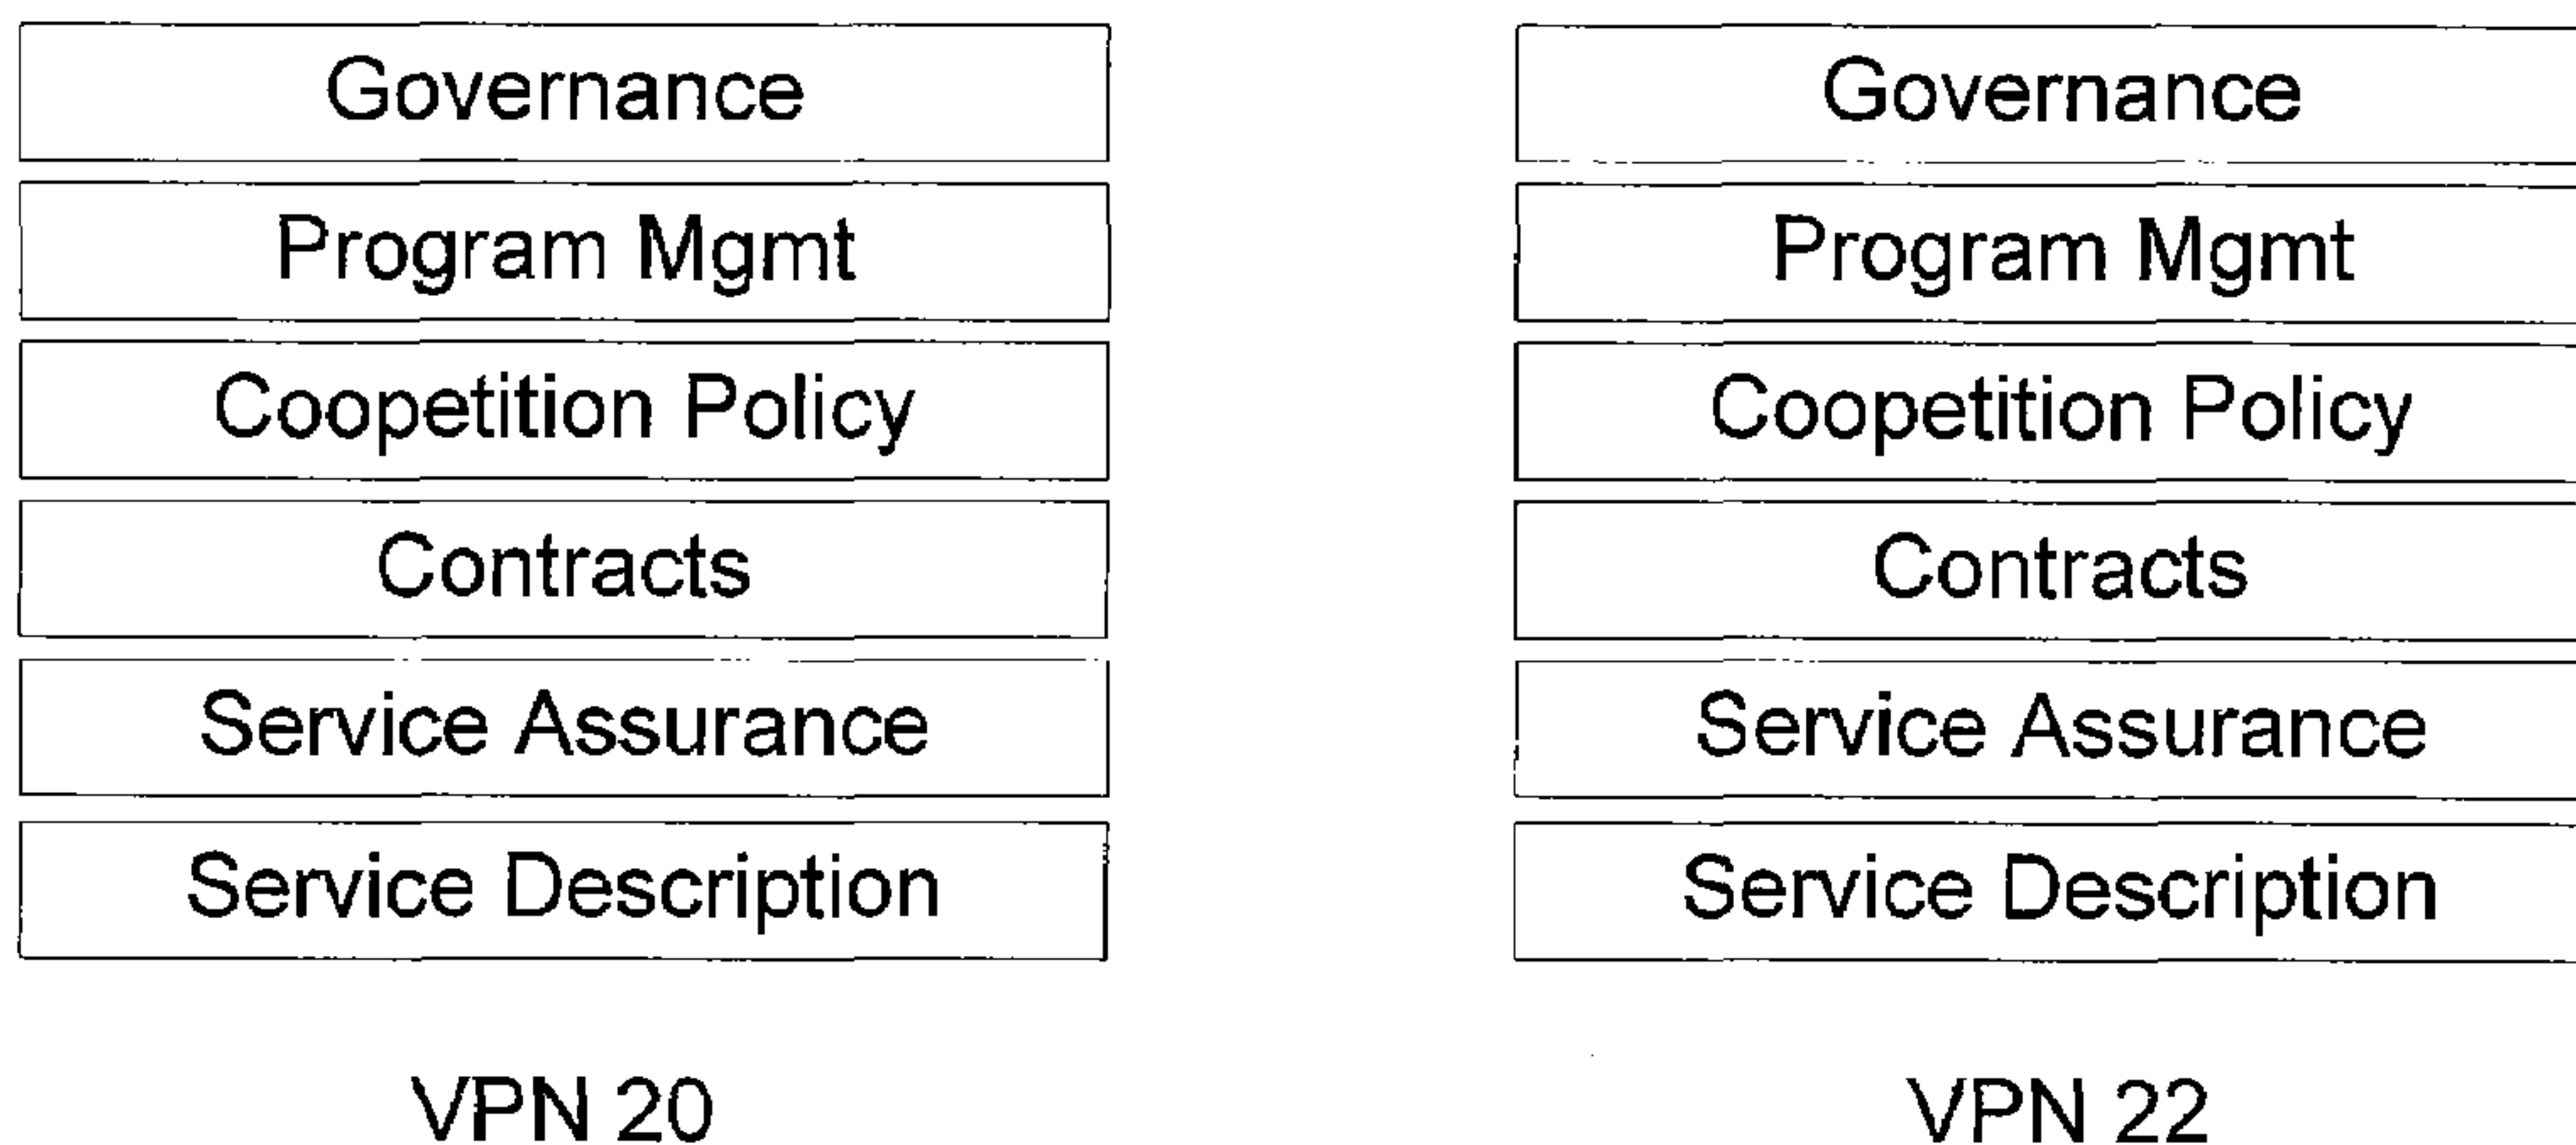 Governance
Program Mgmt
Coopetition Policy
Contracts
Service Assurance
Service Description
VPN 20
Governance
Program Mgmt
Coopetition Policy
Contracts
Service Assurance
Service Description
VPN 22